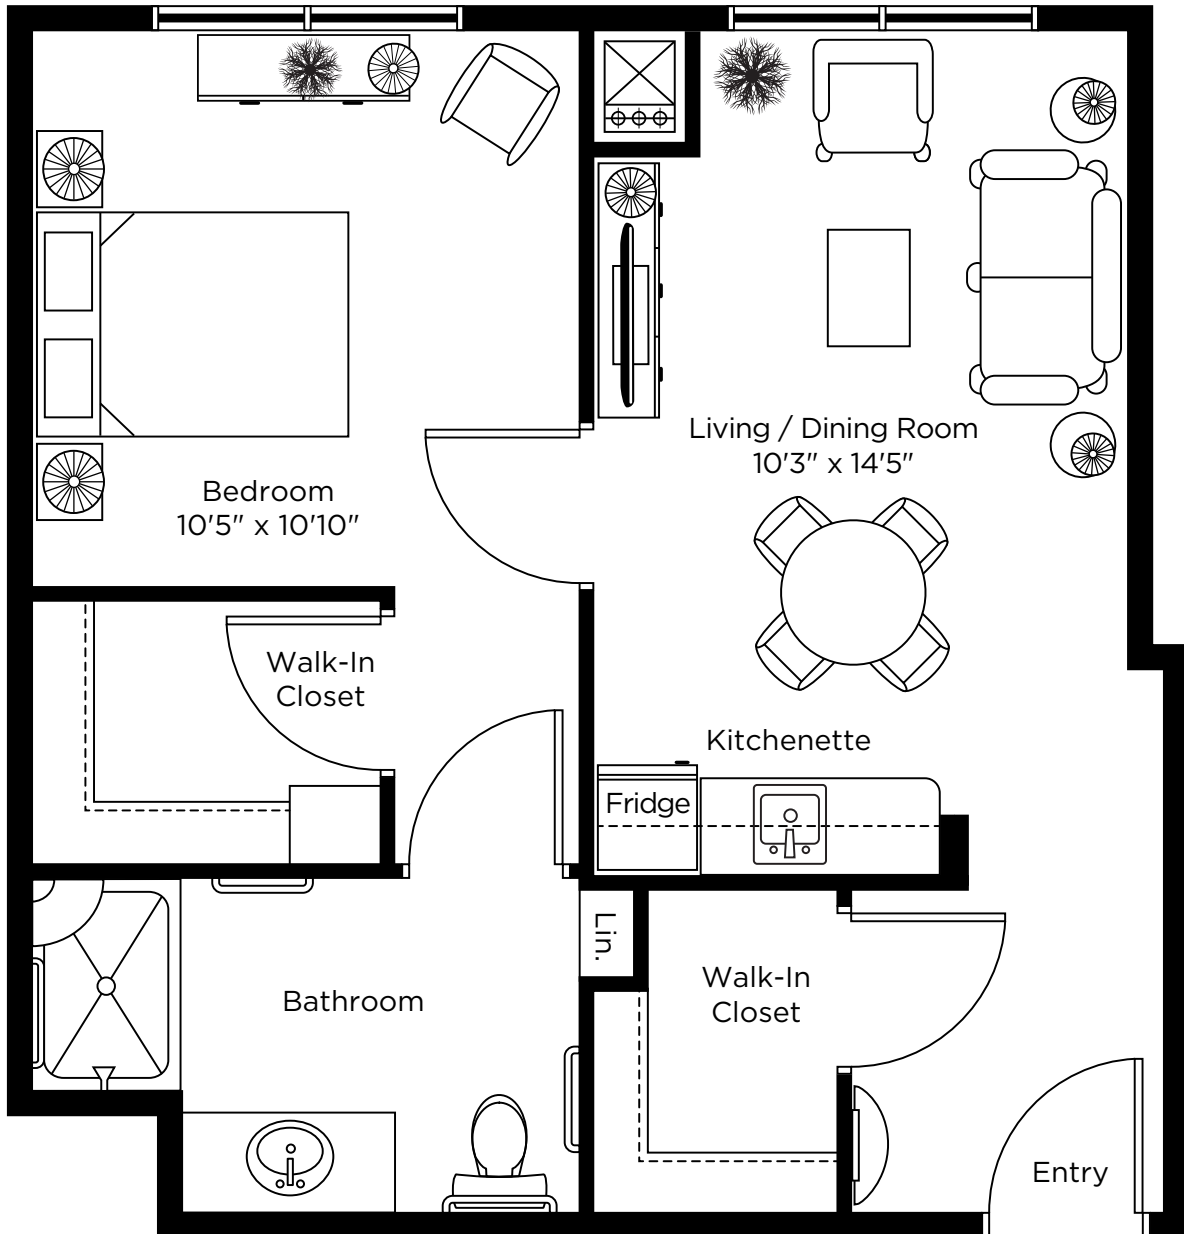 Living / Dining Room
10'3" x 14'5"
Bedroom
10'5" x 10'10"
Walk-In
Closet
Kitchenette
Fridge
Lin.
Walk-In
Closet
Bathroom
Entry